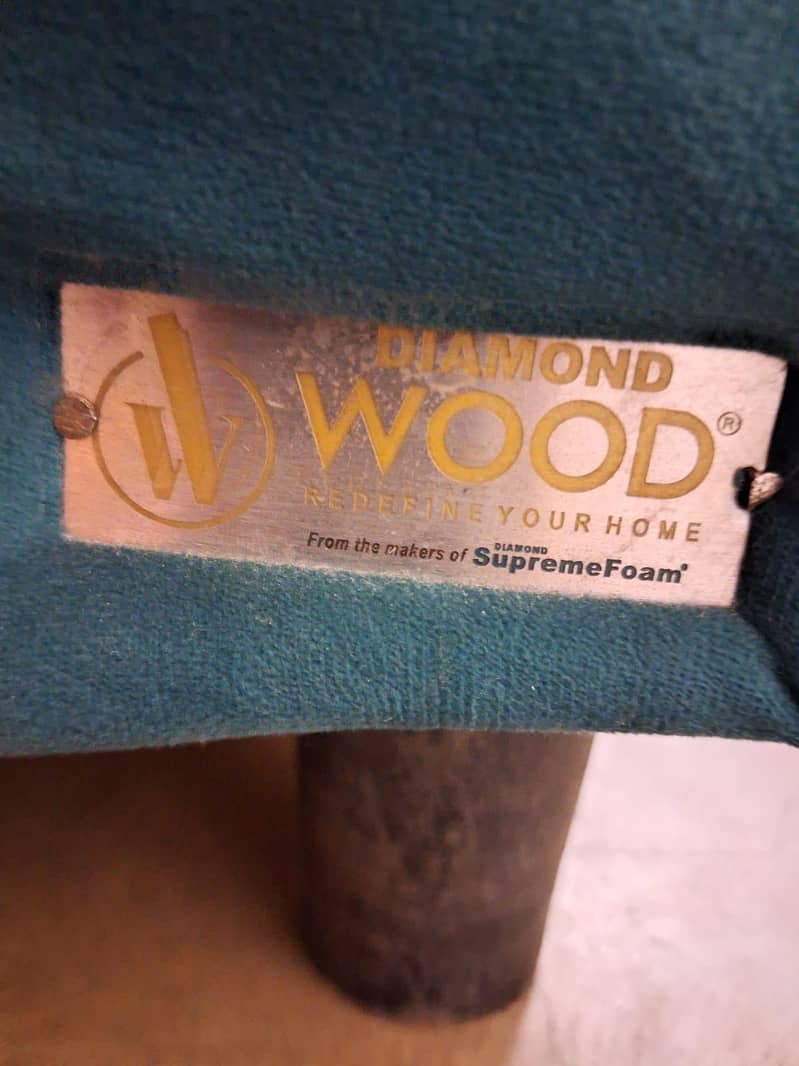 W
DIAMOND
WOOD®
REDEFINE YOUR HOME
From the makers of DIAMOND SupremeFoam